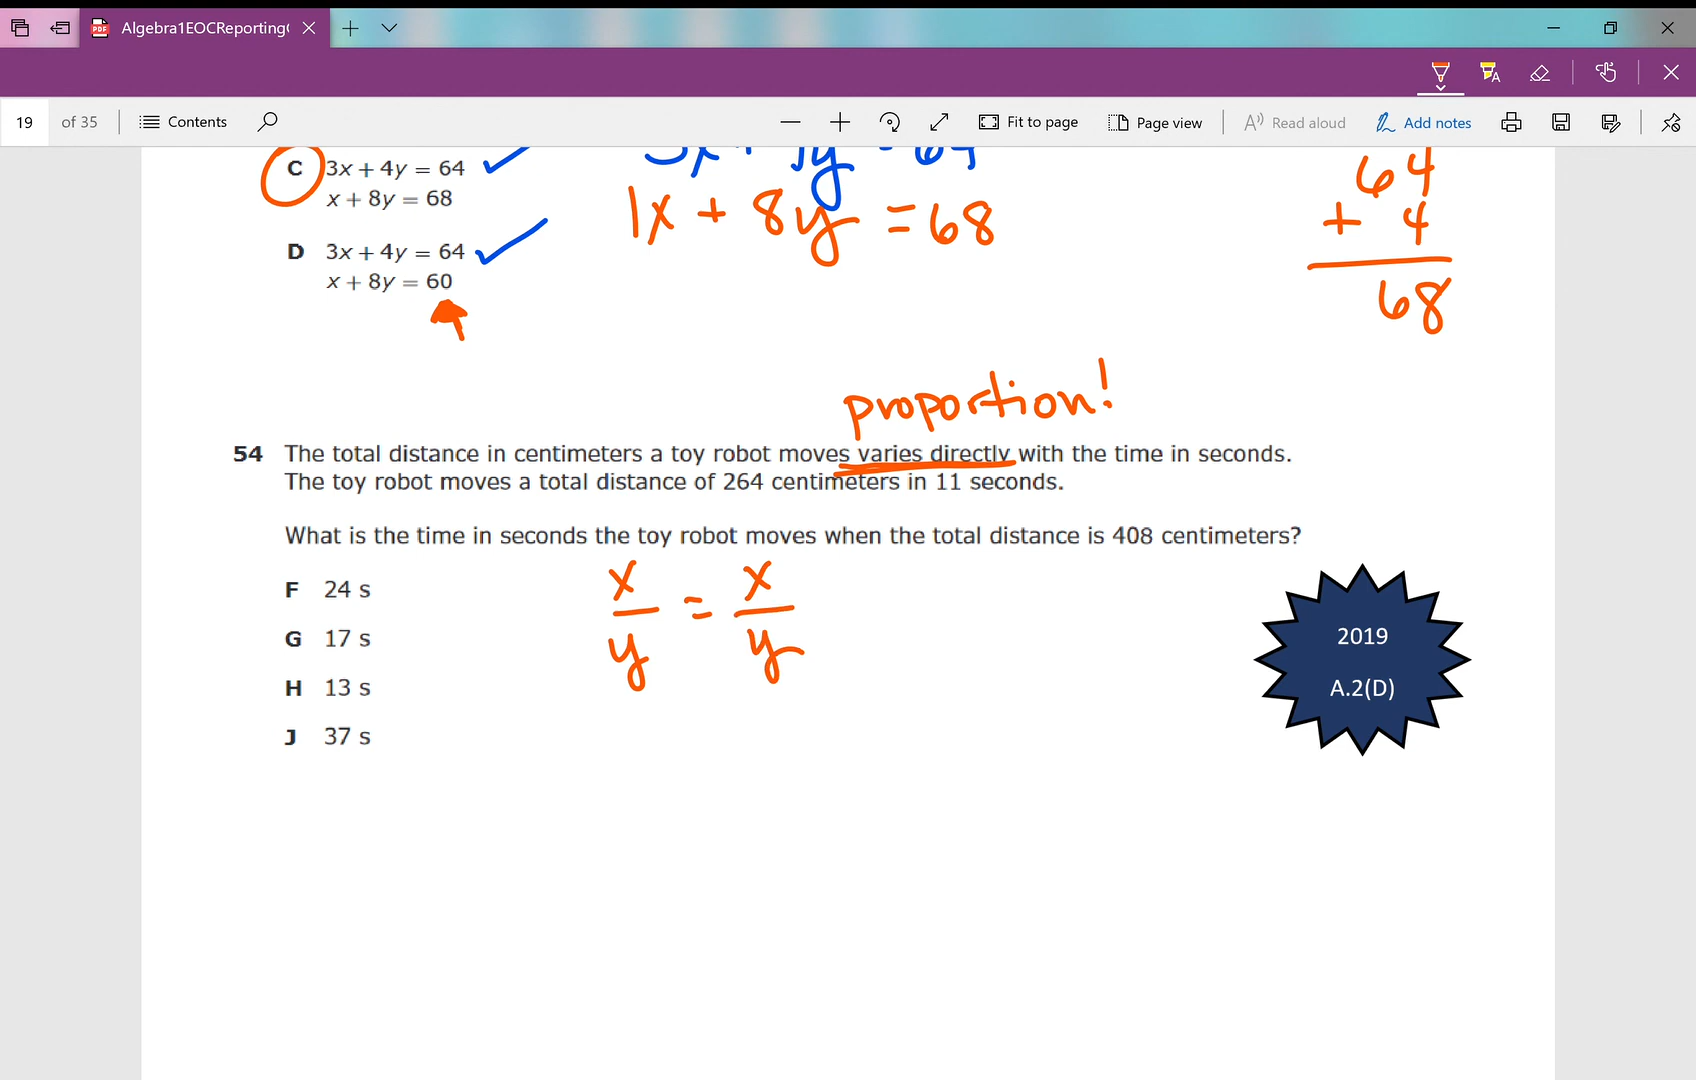 Algebra1EOCReporting
19 of 35 Contents Fit to page Page view Read aloud Add notes
C 3x + 4y = 64
x + 8y = 68
1x + 8y = 68
64
+ 4
68
D 3x + 4y = 64
x + 8y = 60
proportion!
54 The total distance in centimeters a toy robot moves varies directly with the time in seconds.
The toy robot moves a total distance of 264 centimeters in 11 seconds.
What is the time in seconds the toy robot moves when the total distance is 408 centimeters?
F 24 s
G 17 s
H 13 s
J 37 s
x/y = x/y
2019
A.2(D)